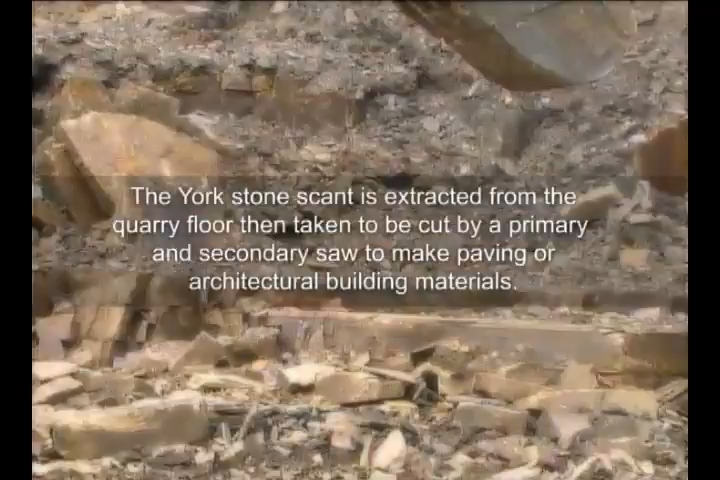 The York stone scant is extracted from the
quarry floor then taken to be cut by a primary
and secondary saw to make paving or
architectural building materials.